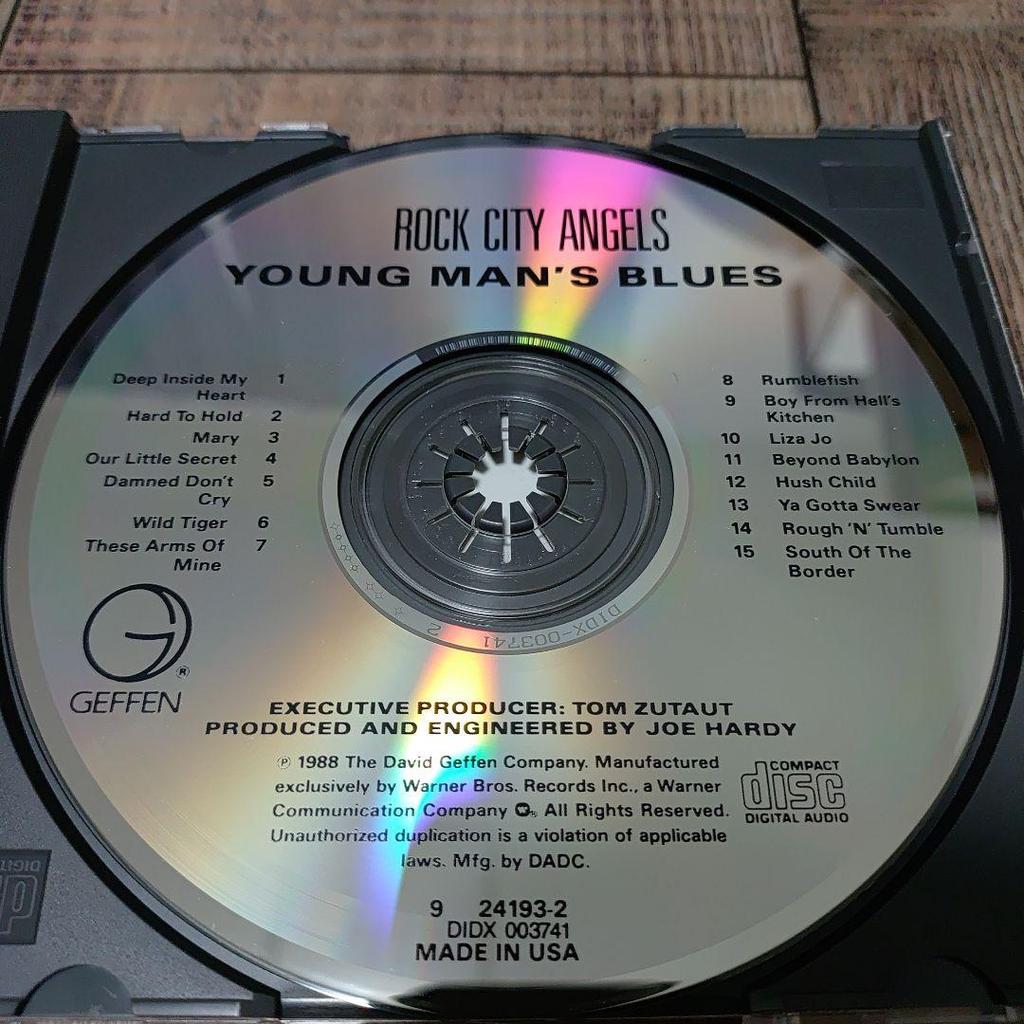 ROCK CITY ANGELS
YOUNG MAN'S BLUES
Deep Inside My 1
Heart
Hard To Hold 2
Mary 3
Our Little Secret 4
Damned Don't 5
Cry
Wild Tiger 6
These Arms Of 7
Mine
8 Rumblefish
9 Boy From Hell's
Kitchen
10 Liza Jo
11 Beyond Babylon
12 Hush Child
13 Ya Gotta Swear
14 Rough 'N' Tumble
15 South Of The
Border
DIDX-003741 2
G ®
GEFFEN
EXECUTIVE PRODUCER: TOM ZUTAUT
PRODUCED AND ENGINEERED BY JOE HARDY
℗ 1988 The David Geffen Company. Manufactured
exclusively by Warner Bros. Records Inc., a Warner
Communication Company All Rights Reserved.
Unauthorized duplication is a violation of applicable
laws. Mfg. by DADC.
COMPACT
disc
DIGITAL AUDIO
9 24193-2
DIDX 003741
MADE IN USA